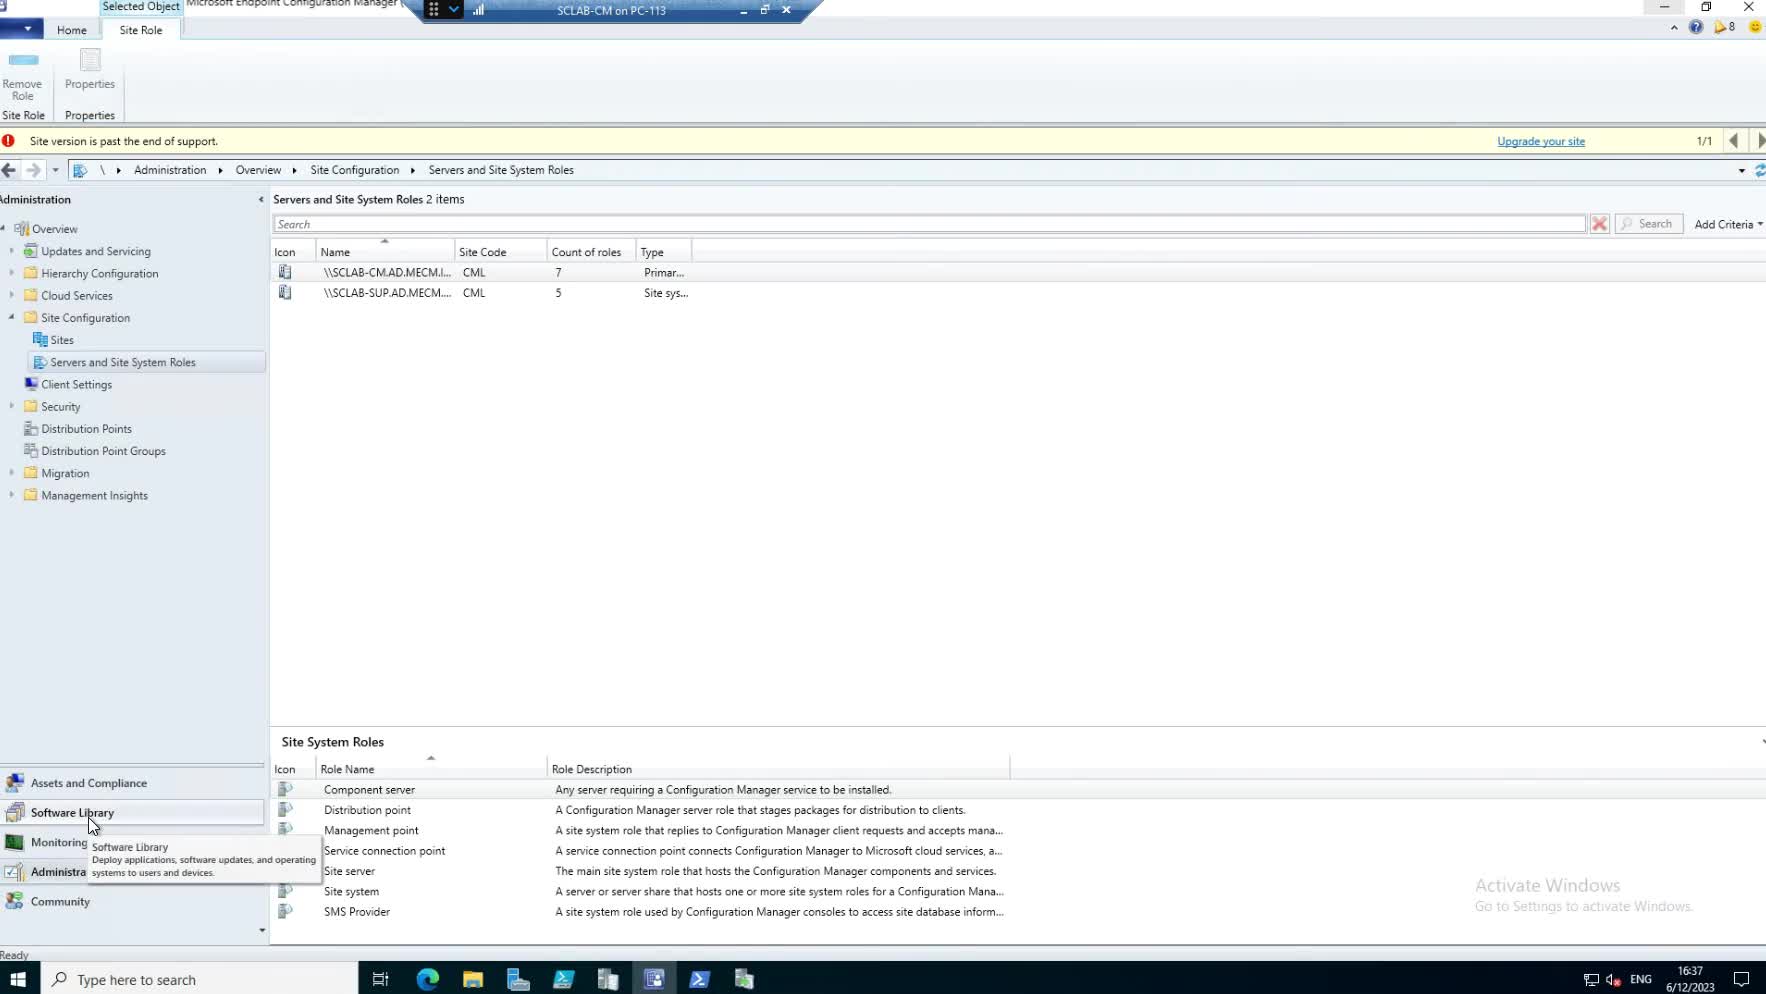 Selected Object
Microsoft Endpoint Configuration Manager (
SCLAB-CM on PC-113
Home
Site Role
8
Remove
Role
Properties
Site Role
Properties
Site version is past the end of support.
Upgrade your site
1/1
\ Administration Overview Site Configuration Servers and Site System Roles
Administration
Overview
Updates and Servicing
Hierarchy Configuration
Cloud Services
Site Configuration
Sites
Servers and Site System Roles
Client Settings
Security
Distribution Points
Distribution Point Groups
Migration
Management Insights
Servers and Site System Roles 2 items
Search
Search
Add Criteria
Icon Name Site Code Count of roles Type
\\SCLAB-CM.AD.MECM.l... CML 7 Primar...
\\SCLAB-SUP.AD.MECM.... CML 5 Site sys...
Site System Roles
Icon Role Name Role Description
Component server Any server requiring a Configuration Manager service to be installed.
Distribution point A Configuration Manager server role that stages packages for distribution to clients.
Management point A site system role that replies to Configuration Manager client requests and accepts mana...
Service connection point A service connection point connects Configuration Manager to Microsoft cloud services, a...
Site server The main site system role that hosts the Configuration Manager components and services.
Site system A server or server share that hosts one or more site system roles for a Configuration Mana...
SMS Provider A site system role used by Configuration Manager consoles to access site database inform...
Assets and Compliance
Software Library
Monitoring
Administra
Community
Software Library
Deploy applications, software updates, and operating
systems to users and devices.
Activate Windows
Go to Settings to activate Windows.
Ready
Type here to search
ENG
16:37
6/12/2023